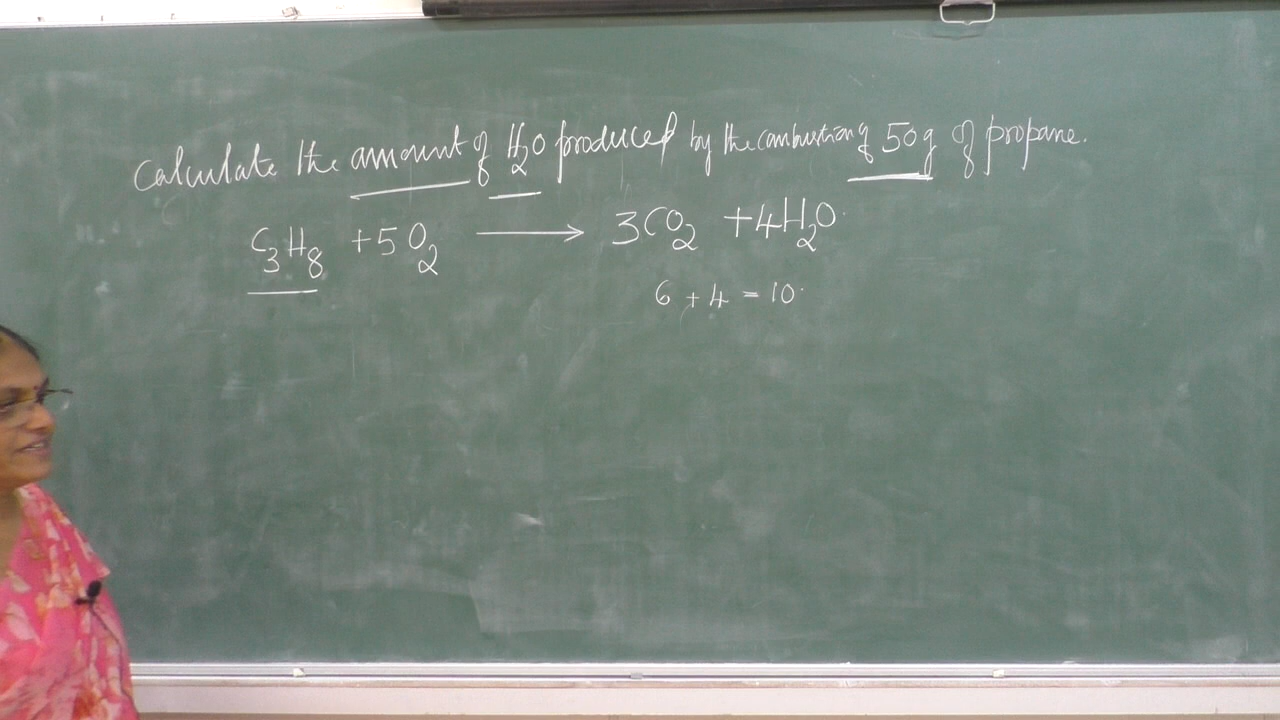 Calculate the amount of H₂O produced by the combustion of 50g of propane.
C₃H₈ + 5O₂ ⟶ 3CO₂ + 4H₂O
6 + 4 = 10